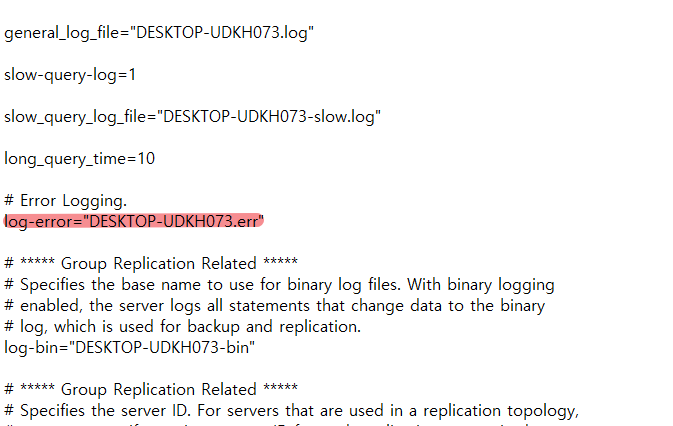 general_log_file="DESKTOP-UDKH073.log"
slow-query-log=1
slow_query_log_file="DESKTOP-UDKH073-slow.log"
long_query_time=10
# Error Logging.
log-error="DESKTOP-UDKH073.err"
# ***** Group Replication Related *****
# Specifies the base name to use for binary log files. With binary logging
# enabled, the server logs all statements that change data to the binary
# log, which is used for backup and replication.
log-bin="DESKTOP-UDKH073-bin"
# ***** Group Replication Related *****
# Specifies the server ID. For servers that are used in a replication topology,